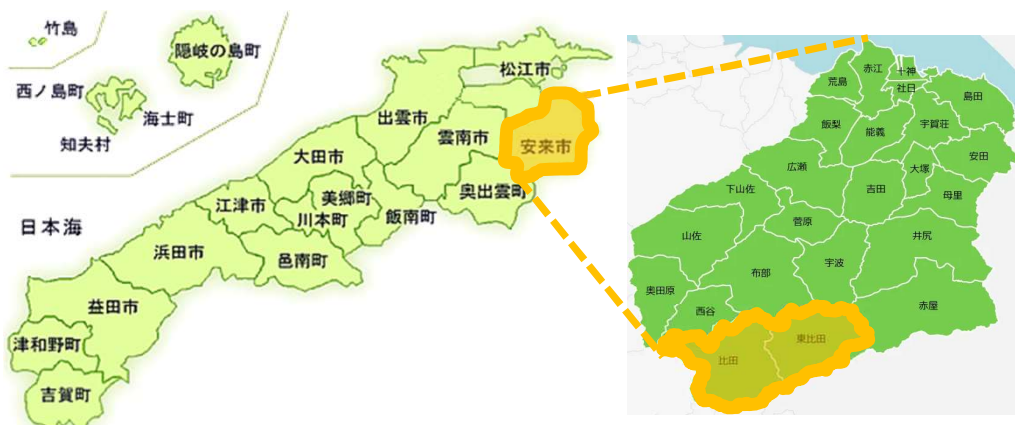 竹島
隠岐の島町
西ノ島町
海士町
知夫村
日本海
松江市
安来市
出雲市
雲南市
奥出雲町
大田市
美郷町
飯南町
川本町
江津市
邑南町
浜田市
益田市
津和野町
吉賀町
荒島
赤江
十神
社日
島田
飯梨
能義
宇賀荘
安田
広瀬
大塚
下山佐
吉田
母里
山佐
菅原
井尻
布部
宇波
奥田原
西谷
赤屋
比田
東比田